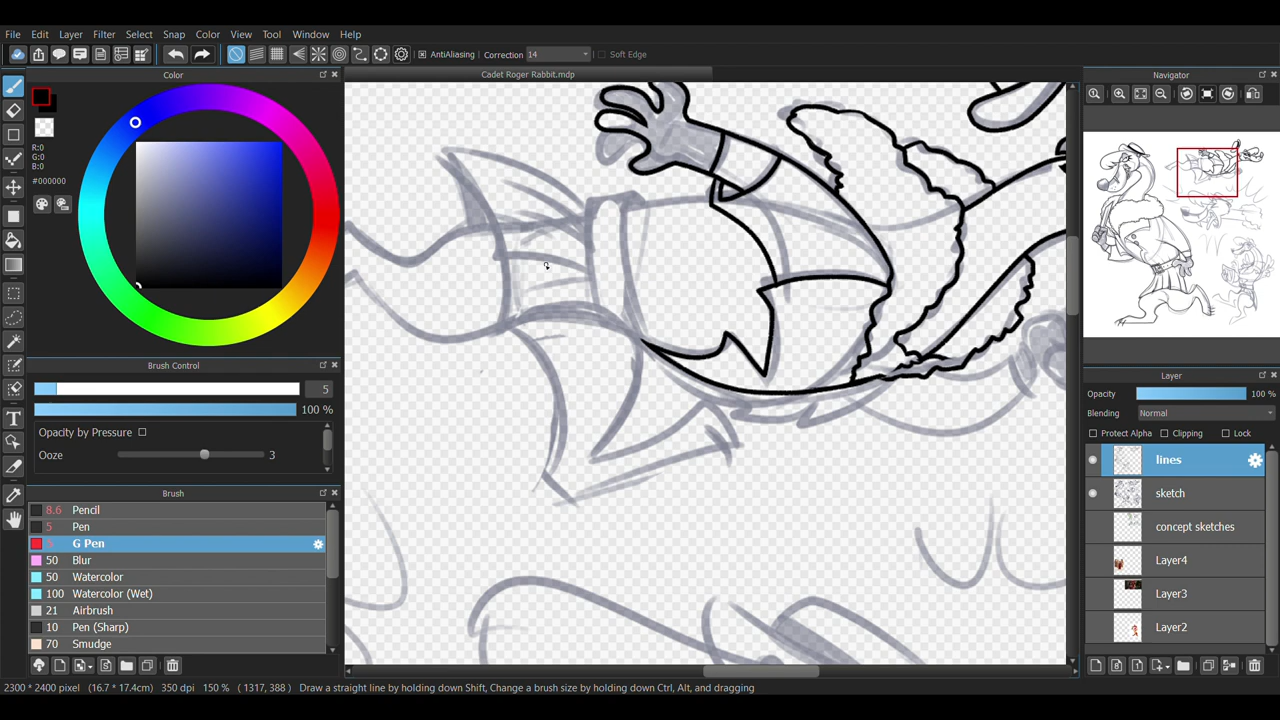 File Edit Layer Filter Select Snap Color View Tool Window Help
AntiAliasing Correction 14 Soft Edge
Color
Cadet Roger Rabbit.mdp
Navigator
R:0
G:0
B:0
#000000
Brush Control
5
100 %
Opacity by Pressure
Ooze 3
Brush
8.6 Pencil
5 Pen
5 G Pen
50 Blur
50 Watercolor
100 Watercolor (Wet)
21 Airbrush
10 Pen (Sharp)
70 Smudge
Layer
Opacity 100 %
Blending Normal
Protect Alpha Clipping Lock
lines
sketch
concept sketches
Layer4
Layer3
Layer2
2300 * 2400 pixel (16.7 * 17.4cm) 350 dpi 150 % ( 1317, 388 ) Draw a straight line by holding down Shift, Change a brush size by holding down Ctrl, Alt, and dragging